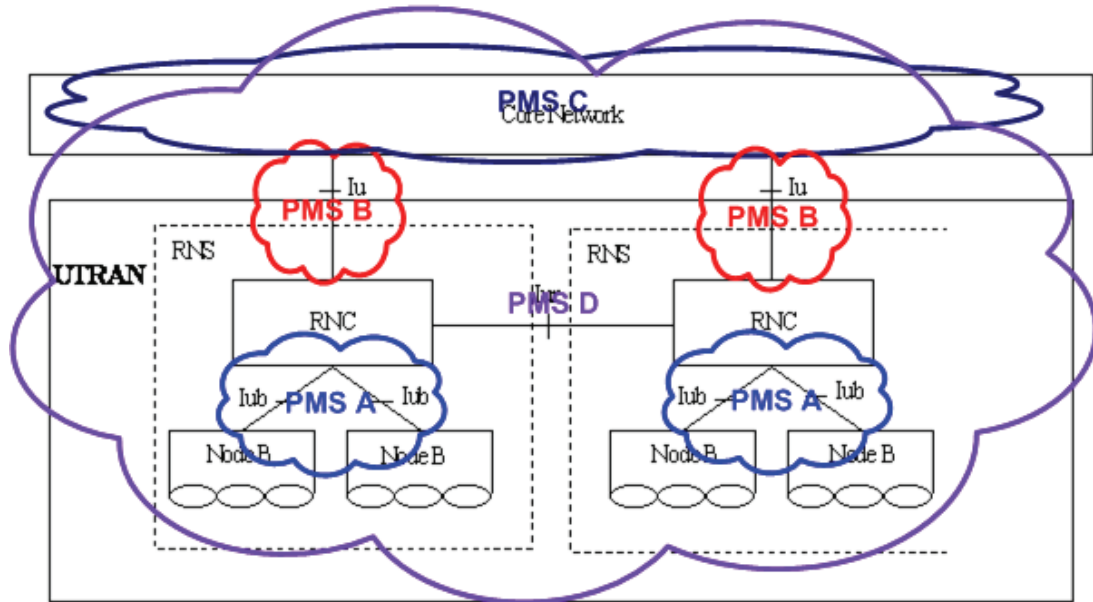 PMS C
Core Network
Iu
Iu
PMS B
PMS B
RNS
RNS
UTRAN
PMS D
RNC
RNC
Iub
PMS A
Iub
Iub
PMS A
Iub
Node B
Node B
Node B
Node B